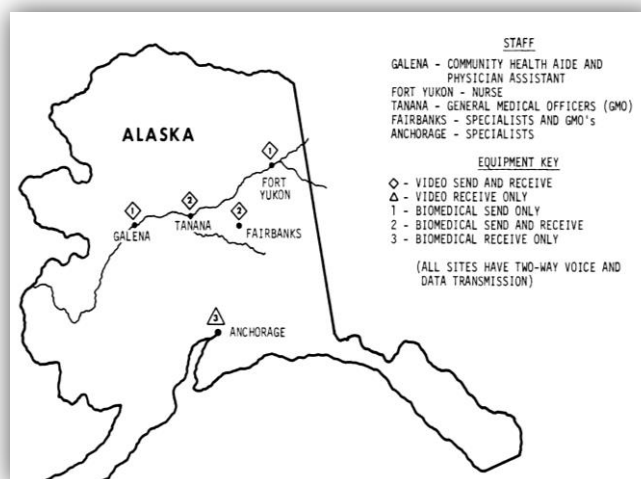 STAFF
GALENA - COMMUNITY HEALTH AIDE AND
PHYSICIAN ASSISTANT
FORT YUKON - NURSE
TANANA - GENERAL MEDICAL OFFICERS (GMO)
FAIRBANKS - SPECIALISTS AND GMO's
ANCHORAGE - SPECIALISTS
EQUIPMENT KEY
◇ - VIDEO SEND AND RECEIVE
△ - VIDEO RECEIVE ONLY
1 - BIOMEDICAL SEND ONLY
2 - BIOMEDICAL SEND AND RECEIVE
3 - BIOMEDICAL RECEIVE ONLY
(ALL SITES HAVE TWO-WAY VOICE AND
DATA TRANSMISSION)
ALASKA
1
FORT
YUKON
2
TANANA
2
FAIRBANKS
1
GALENA
3
ANCHORAGE